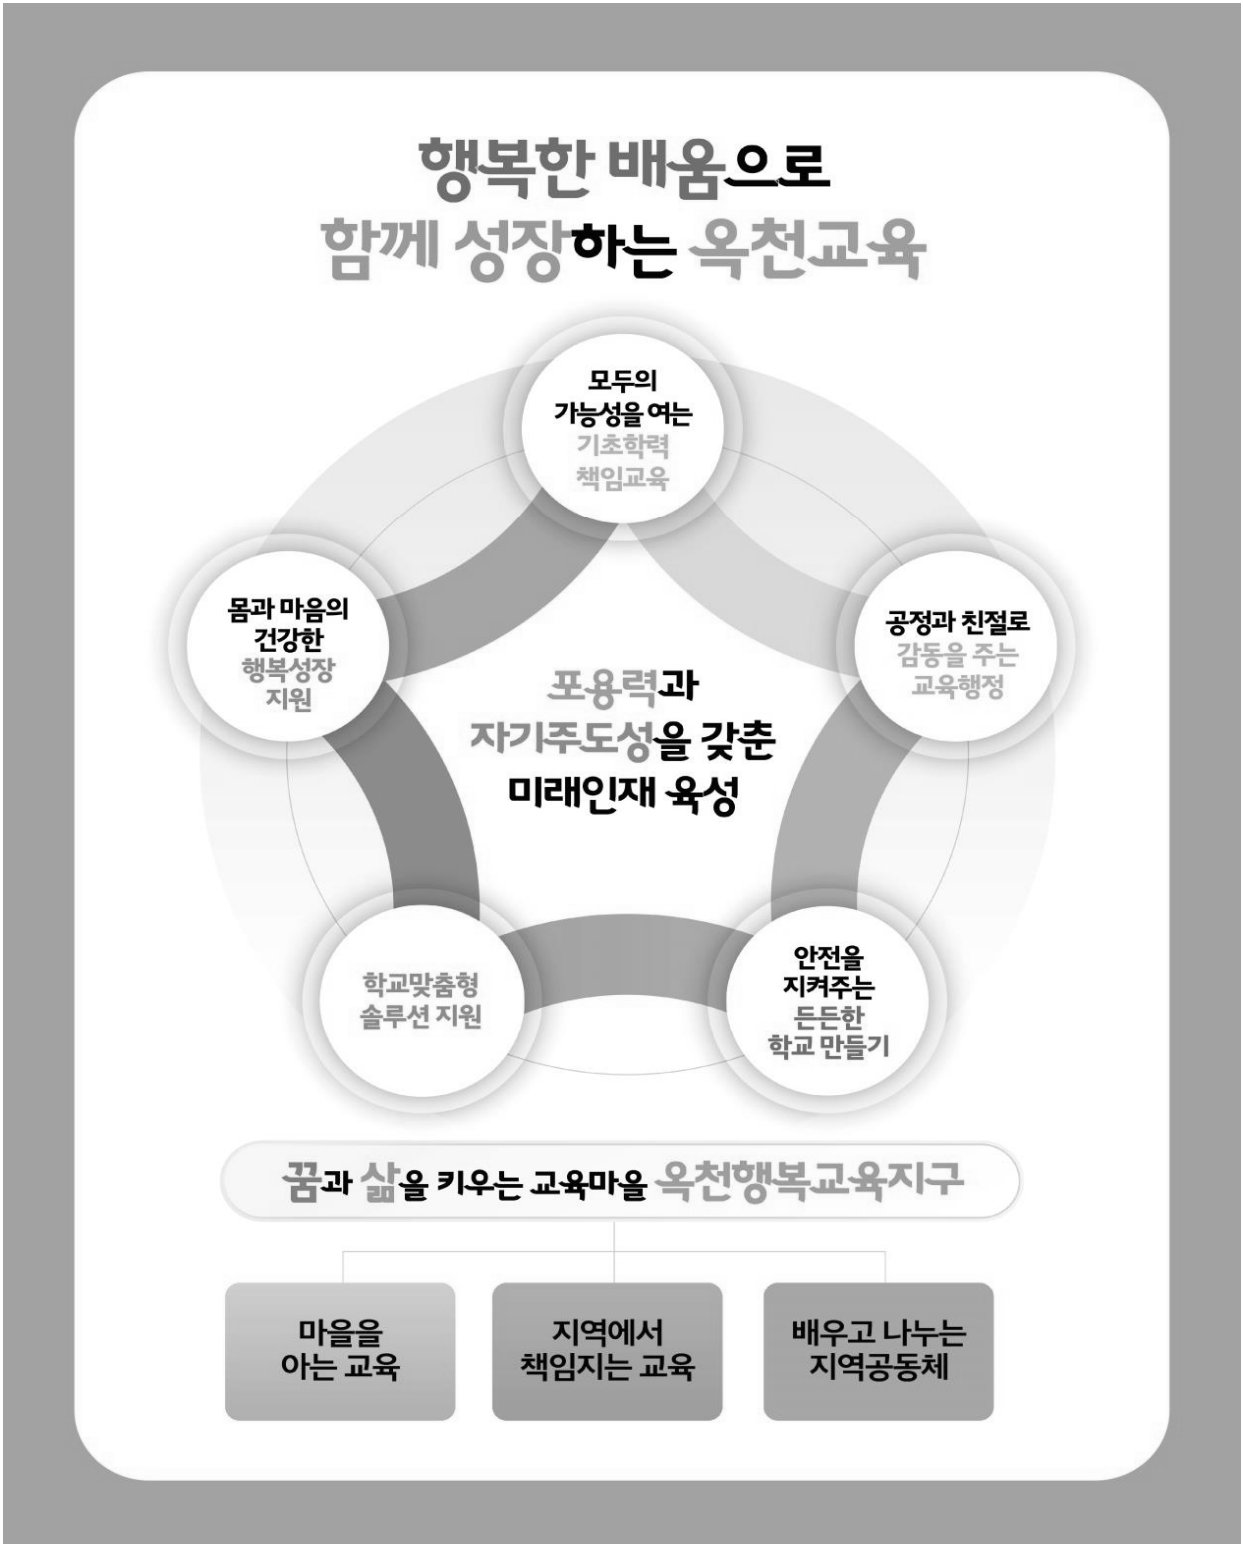 행복한 배움으로
함께 성장하는 옥천교육
모두의
가능성을 여는
기초학력
책임교육
몸과 마음의
건강한
행복성장
지원
공정과 친절로
감동을 주는
교육행정
포용력과
자기주도성을 갖춘
미래인재 육성
학교맞춤형
솔루션 지원
안전을
지켜주는
든든한
학교 만들기
꿈과 삶을 키우는 교육마을 옥천행복교육지구
마을을
아는 교육
지역에서
책임지는 교육
배우고 나누는
지역공동체